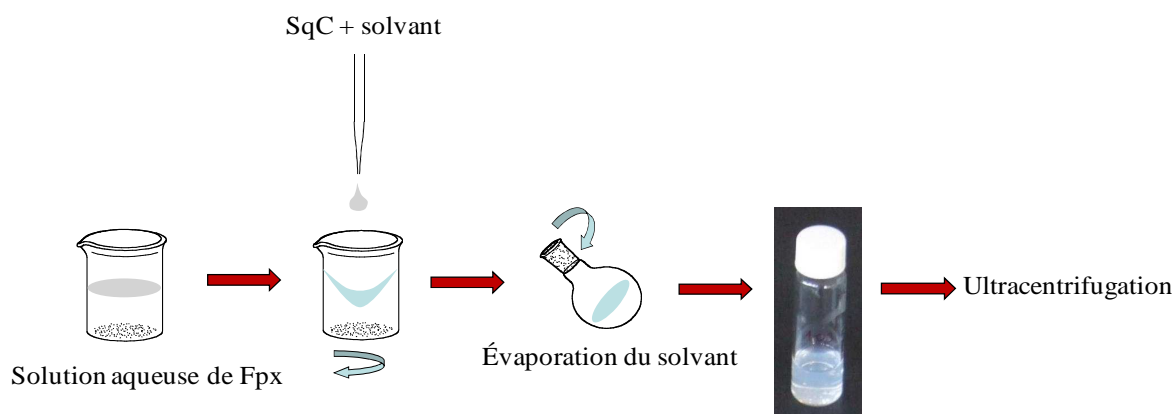 SqC + solvant
Solution aqueuse de Fpx
Évaporation du solvant
Ultracentrifugation